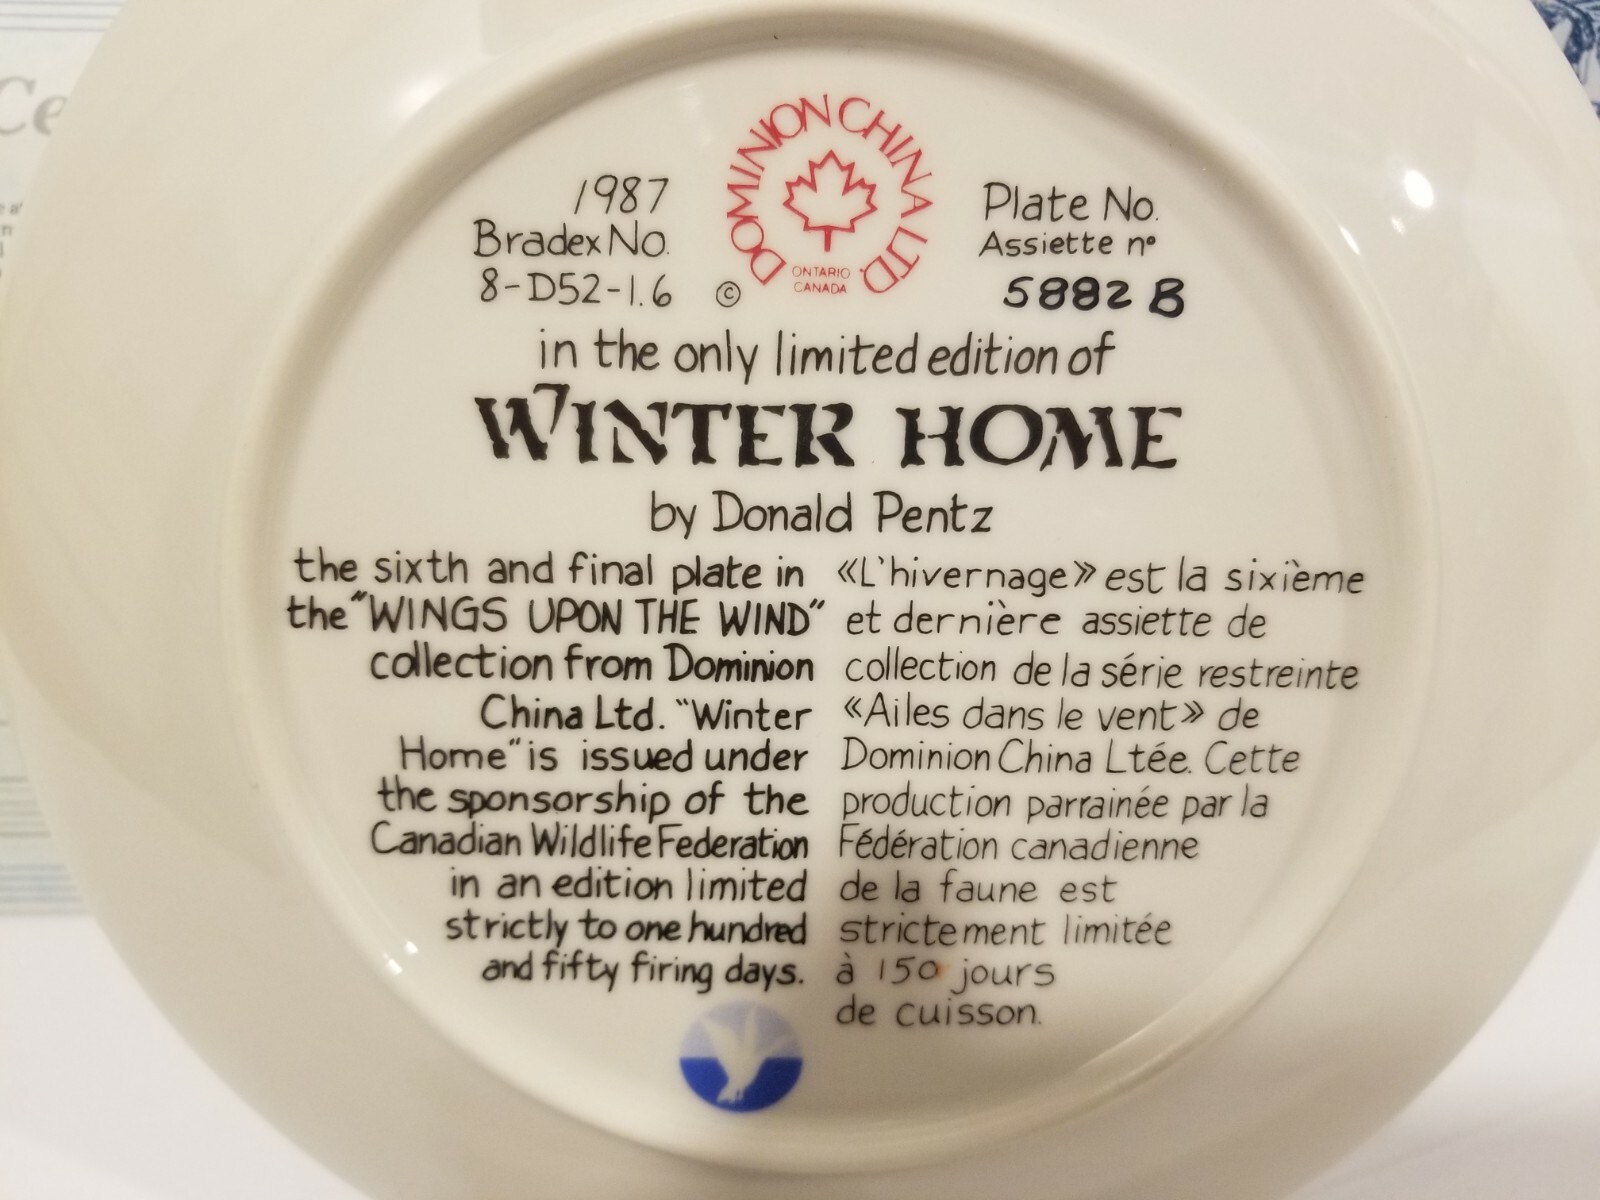 Ce
1987
Bradex No.
8-D52-1.6
©
DOMINION CHINA LTD.
ONTARIO
CANADA
Plate No.
Assiette nº
5882 B
in the only limited edition of
WINTER HOME
by Donald Pentz
the sixth and final plate in
the "WINGS UPON THE WIND"
collection from Dominion
China Ltd. "Winter
Home" is issued under
the sponsorship of the
Canadian Wildlife Federation
in an edition limited
strictly to one hundred
and fifty firing days.
«L'hivernage» est la sixième
et dernière assiette de
collection de la série restreinte
«Ailes dans le vent» de
Dominion China Ltée. Cette
production parrainée par la
Fédération canadienne
de la faune est
strictement limitée
à 150 jours
de cuisson.